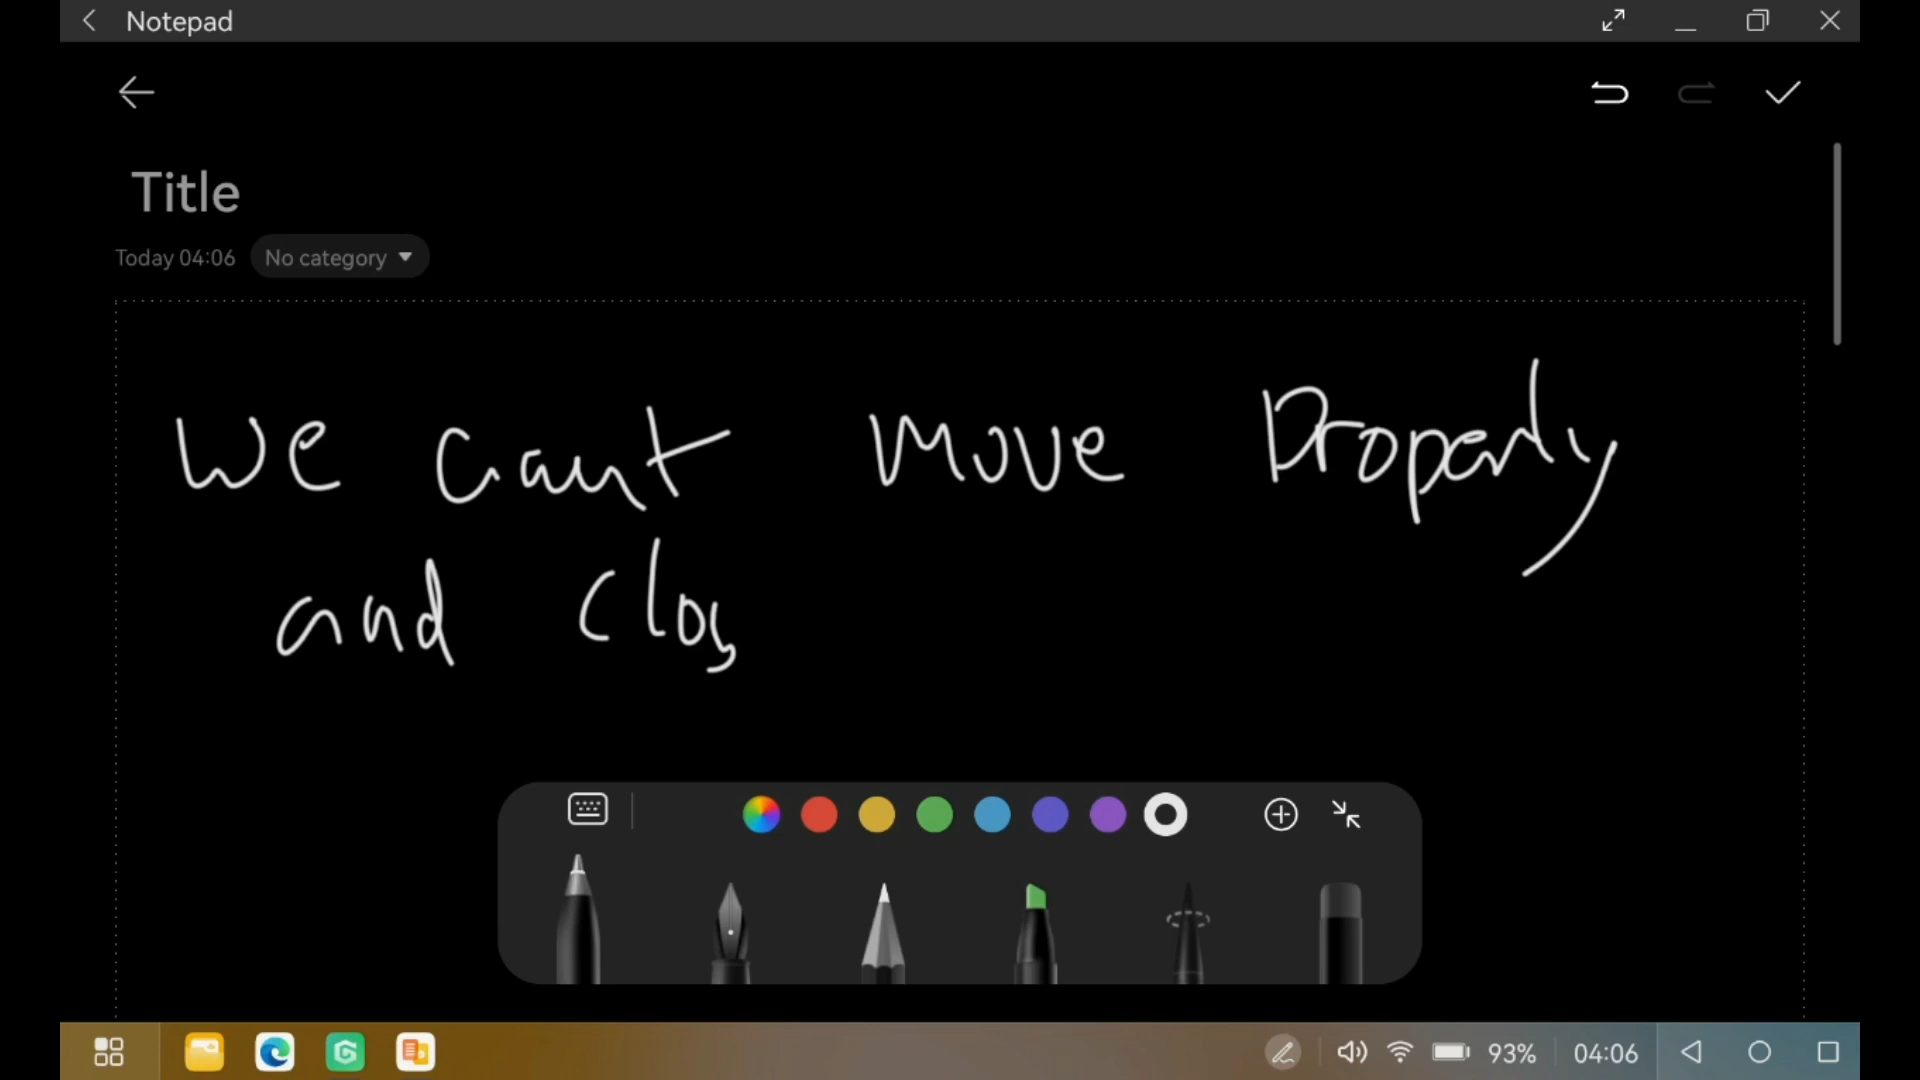 Notepad
Title
Today 04:06 No category
We cant move Properly
and clos
93% 04:06